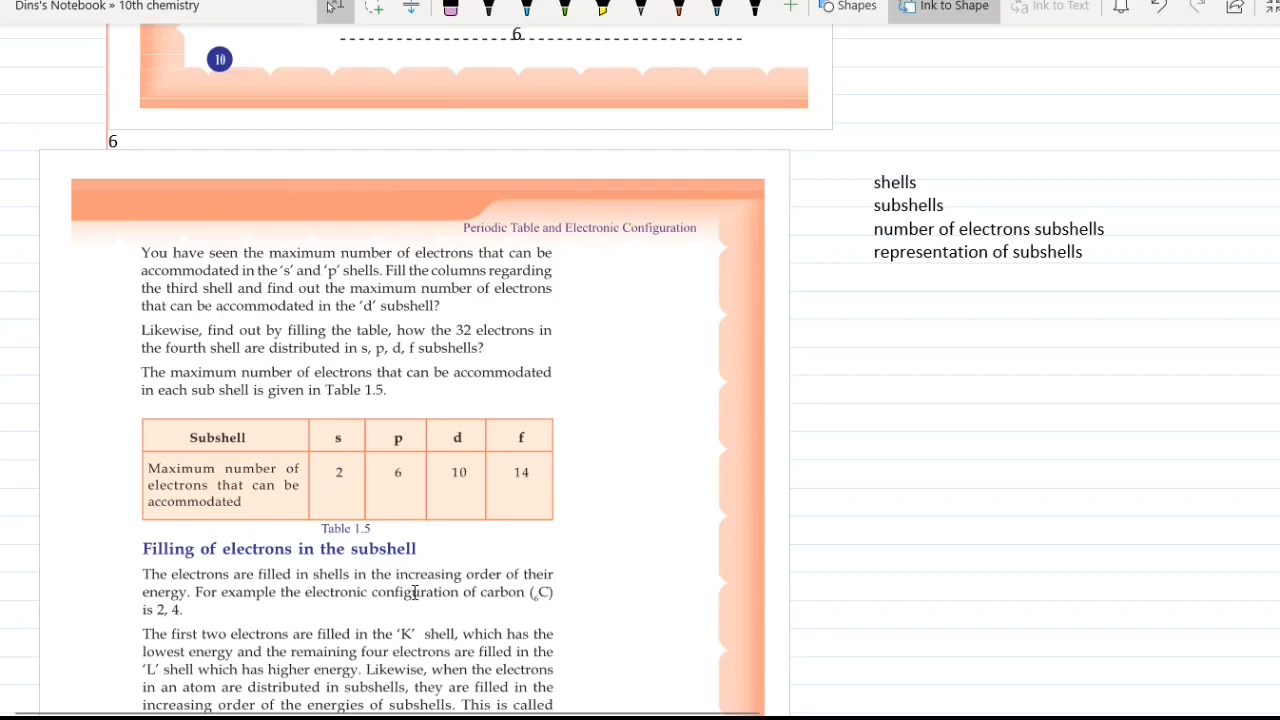 Dins's Notebook » 10th chemistry
Shapes
Ink to Shape
Ink to Text
6
10
6
shells
subshells
number of electrons subshells
representation of subshells
Periodic Table and Electronic Configuration
You have seen the maximum number of electrons that can be
accommodated in the ‘s’ and ‘p’ shells. Fill the columns regarding
the third shell and find out the maximum number of electrons
that can be accommodated in the ‘d’ subshell?
Likewise, find out by filling the table, how the 32 electrons in
the fourth shell are distributed in s, p, d, f subshells?
The maximum number of electrons that can be accommodated
in each sub shell is given in Table 1.5.
Subshell s p d f
Maximum number of
electrons that can be
accommodated
2 6 10 14
Table 1.5
Filling of electrons in the subshell
The electrons are filled in shells in the increasing order of their
energy. For example the electronic configuration of carbon (₆C)
is 2, 4.
The first two electrons are filled in the ‘K’ shell, which has the
lowest energy and the remaining four electrons are filled in the
‘L’ shell which has higher energy. Likewise, when the electrons
in an atom are distributed in subshells, they are filled in the
increasing order of the energies of subshells. This is called